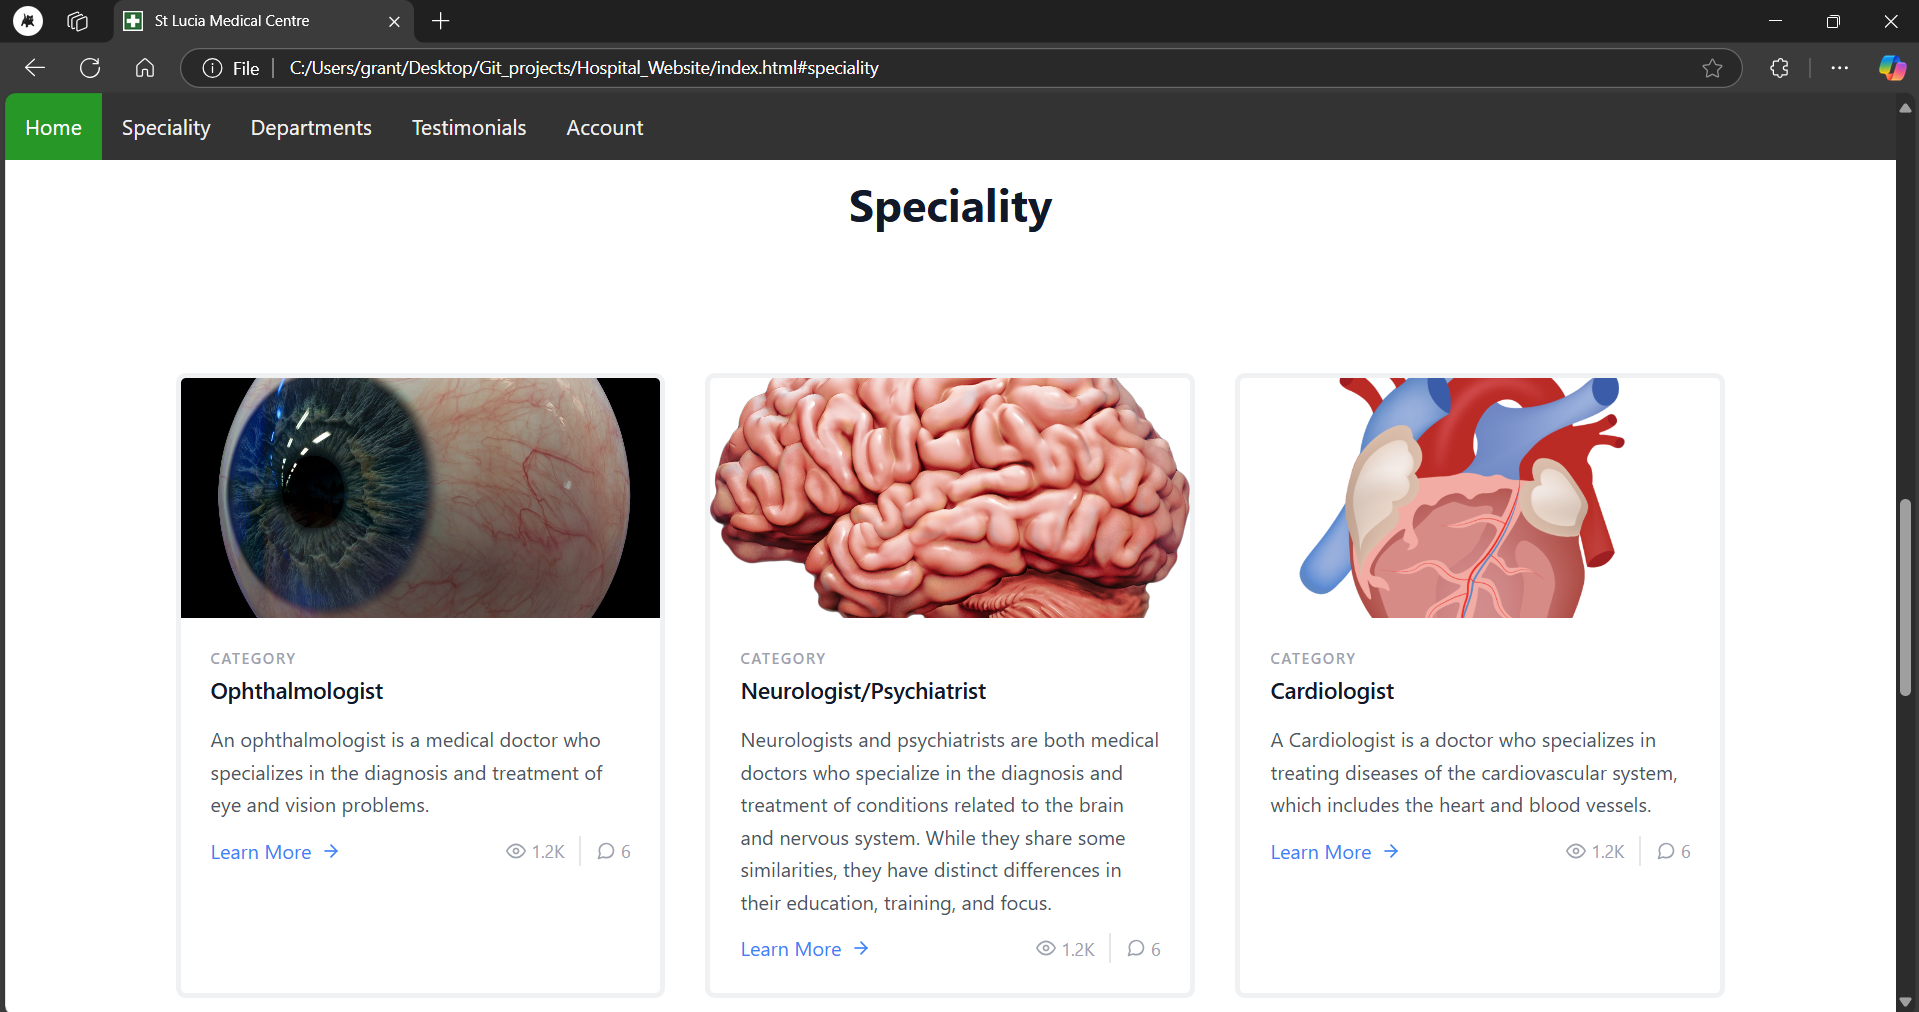 St Lucia Medical Centre
File
C:/Users/grant/Desktop/Git_projects/Hospital_Website/index.html#speciality
Home Speciality Departments Testimonials Account
Speciality
CATEGORY
Ophthalmologist
An ophthalmologist is a medical doctor who
specializes in the diagnosis and treatment of
eye and vision problems.
Learn More → 1.2K 6
CATEGORY
Neurologist/Psychiatrist
Neurologists and psychiatrists are both medical
doctors who specialize in the diagnosis and
treatment of conditions related to the brain
and nervous system. While they share some
similarities, they have distinct differences in
their education, training, and focus.
Learn More → 1.2K 6
CATEGORY
Cardiologist
A Cardiologist is a doctor who specializes in
treating diseases of the cardiovascular system,
which includes the heart and blood vessels.
Learn More → 1.2K 6